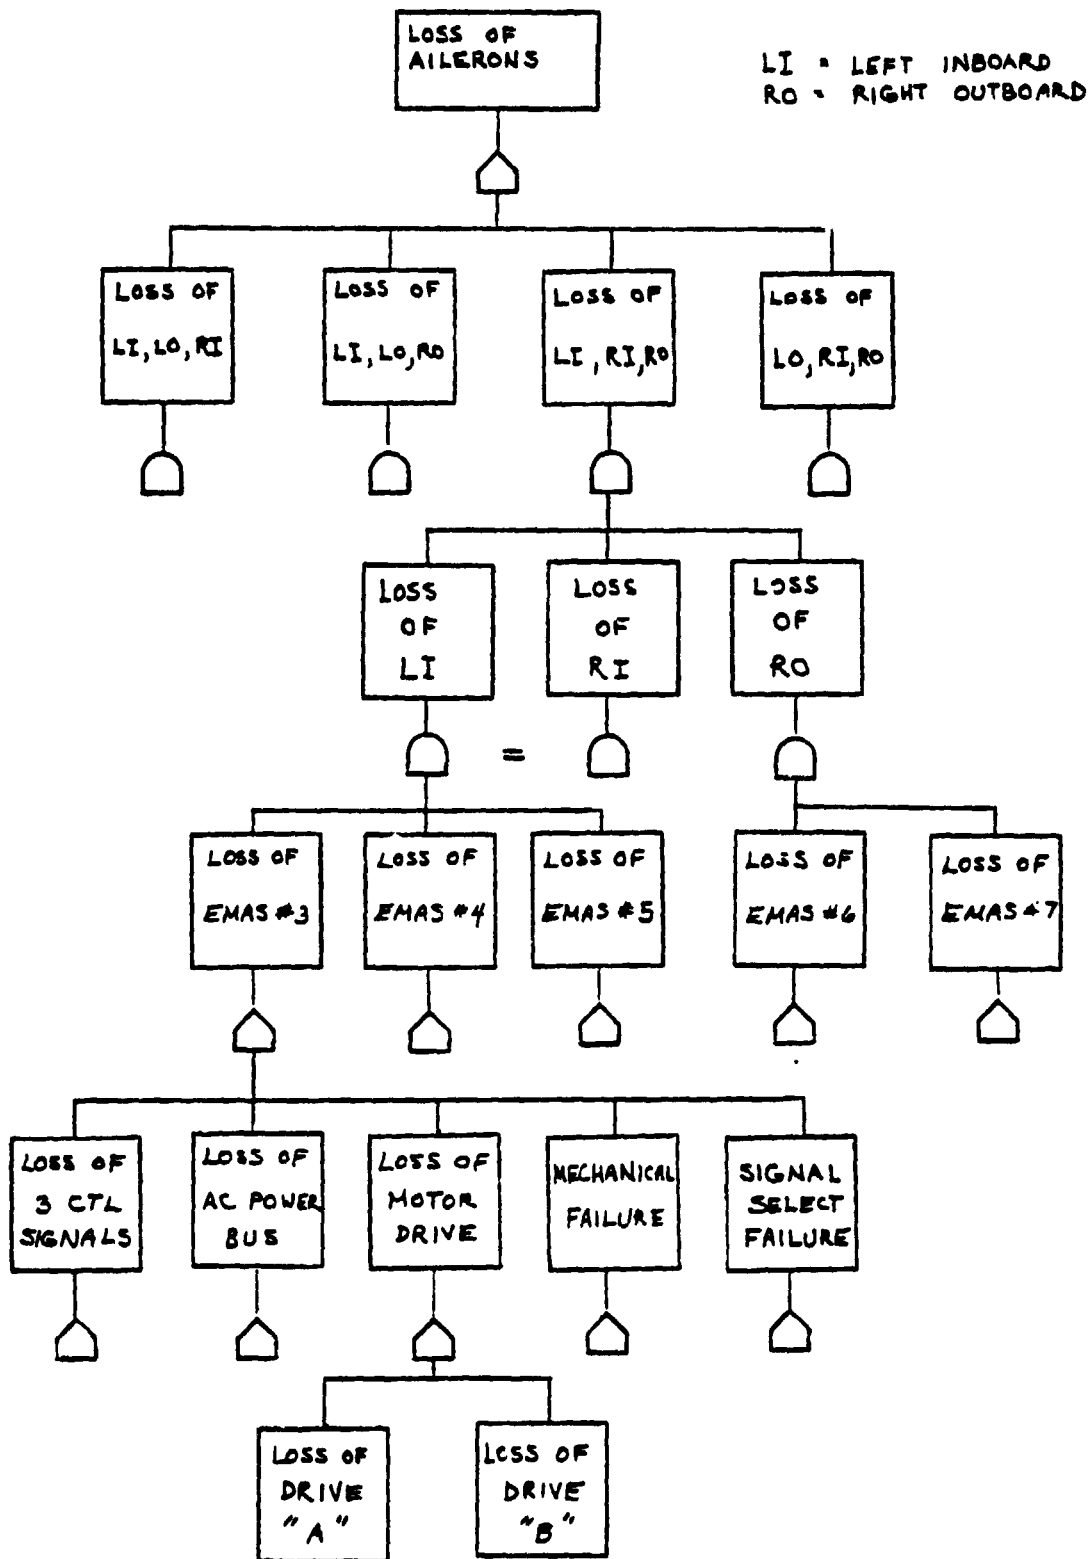 LOSS OF
AILERONS
LI = LEFT INBOARD
RO = RIGHT OUTBOARD
LOSS OF
LI, LO, RI
LOSS OF
LI, LO, RO
LOSS OF
LI, RI, RO
LOSS OF
LO, RI, RO
LOSS
OF
LI
LOSS
OF
RI
LOSS
OF
RO
=
LOSS OF
EMAS #3
LOSS OF
EMAS #4
LOSS OF
EMAS #5
LOSS OF
EMAS #6
LOSS OF
EMAS #7
LOSS OF
3 CTL
SIGNALS
LOSS OF
AC POWER
BUS
LOSS OF
MOTOR
DRIVE
MECHANICAL
FAILURE
SIGNAL
SELECT
FAILURE
LOSS OF
DRIVE
"A"
LOSS OF
DRIVE
"B"